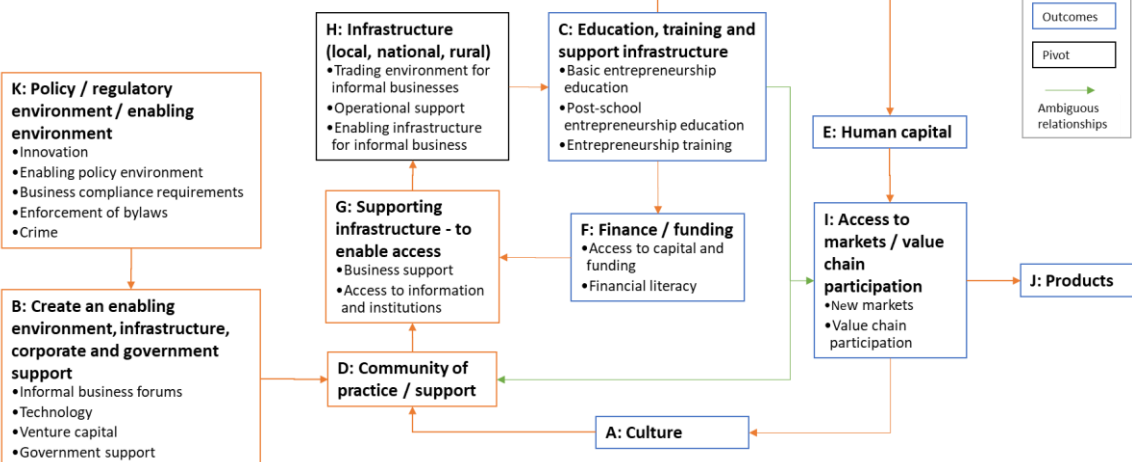 K: Policy / regulatory
environment / enabling
environment
•Innovation
•Enabling policy environment
•Business compliance requirements
•Enforcement of bylaws
•Crime
B: Create an enabling
environment, infrastructure,
corporate and government
support
•Informal business forums
•Technology
•Venture capital
•Government support
H: Infrastructure
(local, national, rural)
•Trading environment for
informal businesses
•Operational support
•Enabling infrastructure
for informal business
G: Supporting
infrastructure - to
enable access
•Business support
•Access to information
and institutions
D: Community of
practice / support
C: Education, training and
support infrastructure
•Basic entrepreneurship
education
•Post-school
entrepreneurship education
•Entrepreneurship training
F: Finance / funding
•Access to capital and
funding
•Financial literacy
A: Culture
E: Human capital
I: Access to
markets / value
chain
participation
•New markets
•Value chain
participation
J: Products
Outcomes
Pivot
Ambiguous
relationships